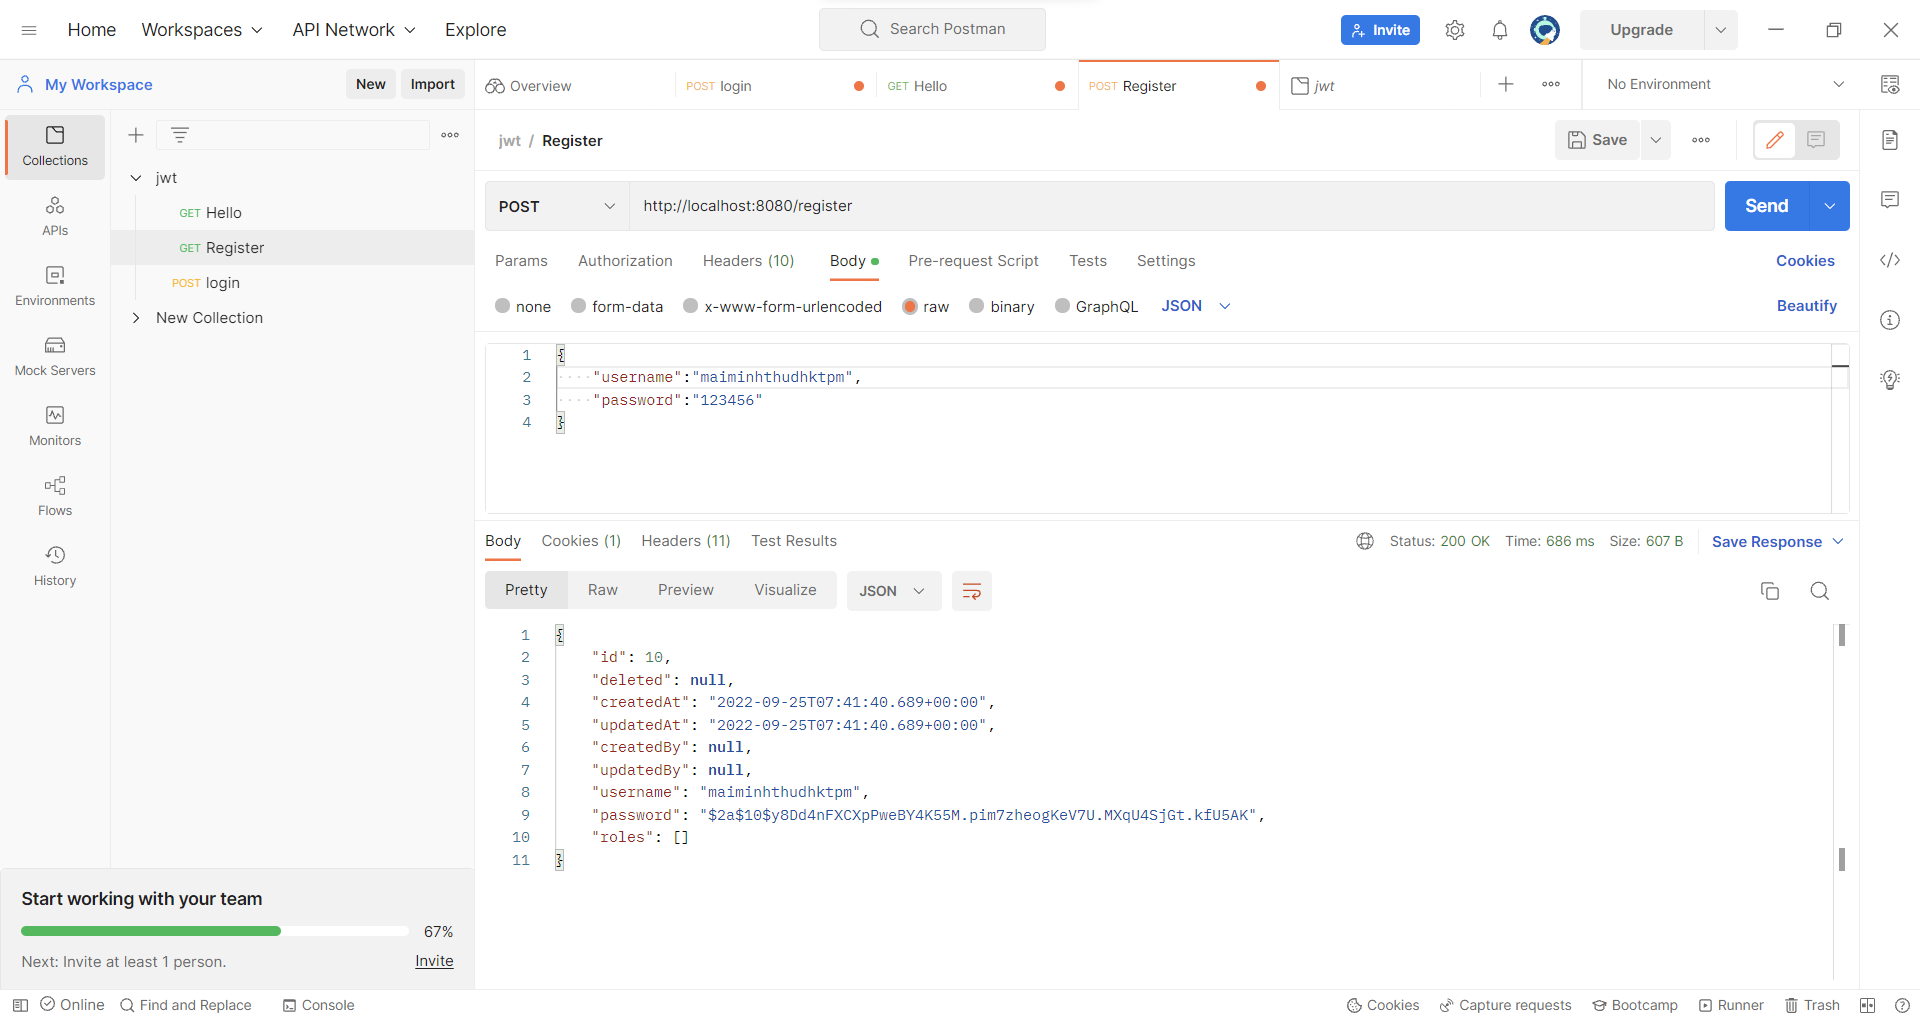 Home Workspaces API Network Explore Search Postman Invite Upgrade
My Workspace New Import Overview POST login GET Hello POST Register jwt No Environment
Collections
APIs
Environments
Mock Servers
Monitors
Flows
History
jwt
GET Hello
GET Register
POST login
New Collection
Start working with your team
67%
Next: Invite at least 1 person. Invite
jwt / Register Save
POST http://localhost:8080/register Send
Params Authorization Headers (10) Body Pre-request Script Tests Settings Cookies
none form-data x-www-form-urlencoded raw binary GraphQL JSON Beautify
1 {
2 "username":"maiminhthudhktpm",
3 "password":"123456"
4 }
Body Cookies (1) Headers (11) Test Results Status: 200 OK Time: 686 ms Size: 607 B Save Response
Pretty Raw Preview Visualize JSON
1 {
2 "id": 10,
3 "deleted": null,
4 "createdAt": "2022-09-25T07:41:40.689+00:00",
5 "updatedAt": "2022-09-25T07:41:40.689+00:00",
6 "createdBy": null,
7 "updatedBy": null,
8 "username": "maiminhthudhktpm",
9 "password": "$2a$10$y8Dd4nFXCXpPweBY4K55M.pim7zheogKeV7U.MXqU4SjGt.kfU5AK",
10 "roles": []
11 }
Online Find and Replace Console Cookies Capture requests Bootcamp Runner Trash